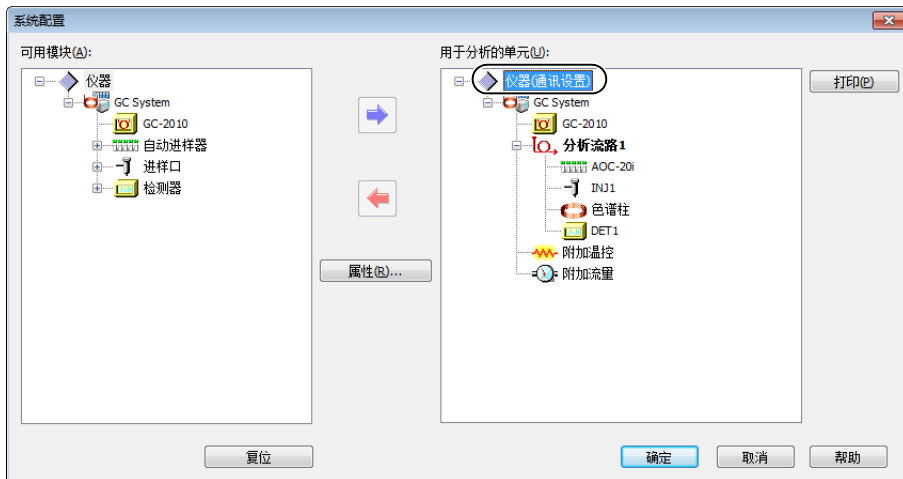 系统配置
可用模块(A):
仪器
GC System
GC-2010
自动进样器
进样口
检测器
属性(R)...
复位
用于分析的单元(U):
仪器(通讯设置)
GC System
GC-2010
分析流路1
AOC-20i
INJ1
色谱柱
DET1
附加温控
附加流量
打印(P)
确定
取消
帮助